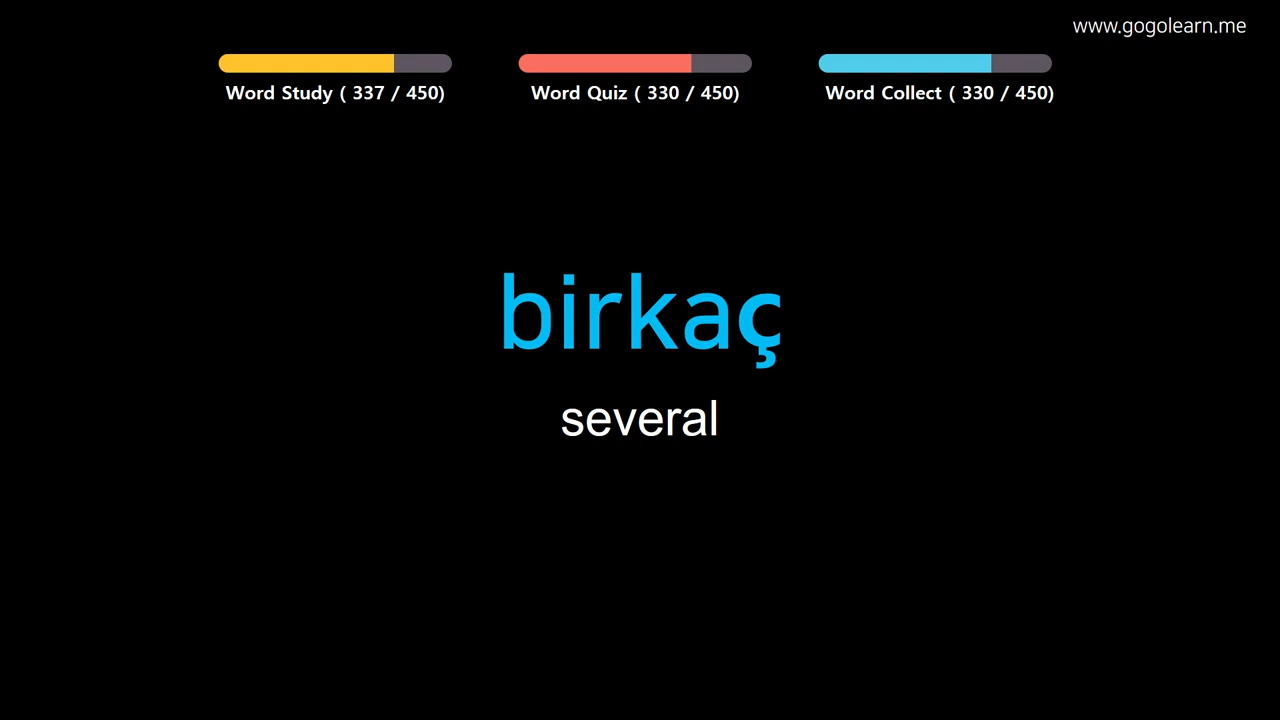 www.gogolearn.me
Word Study ( 337 / 450)
Word Quiz ( 330 / 450)
Word Collect ( 330 / 450)
birkaç
several